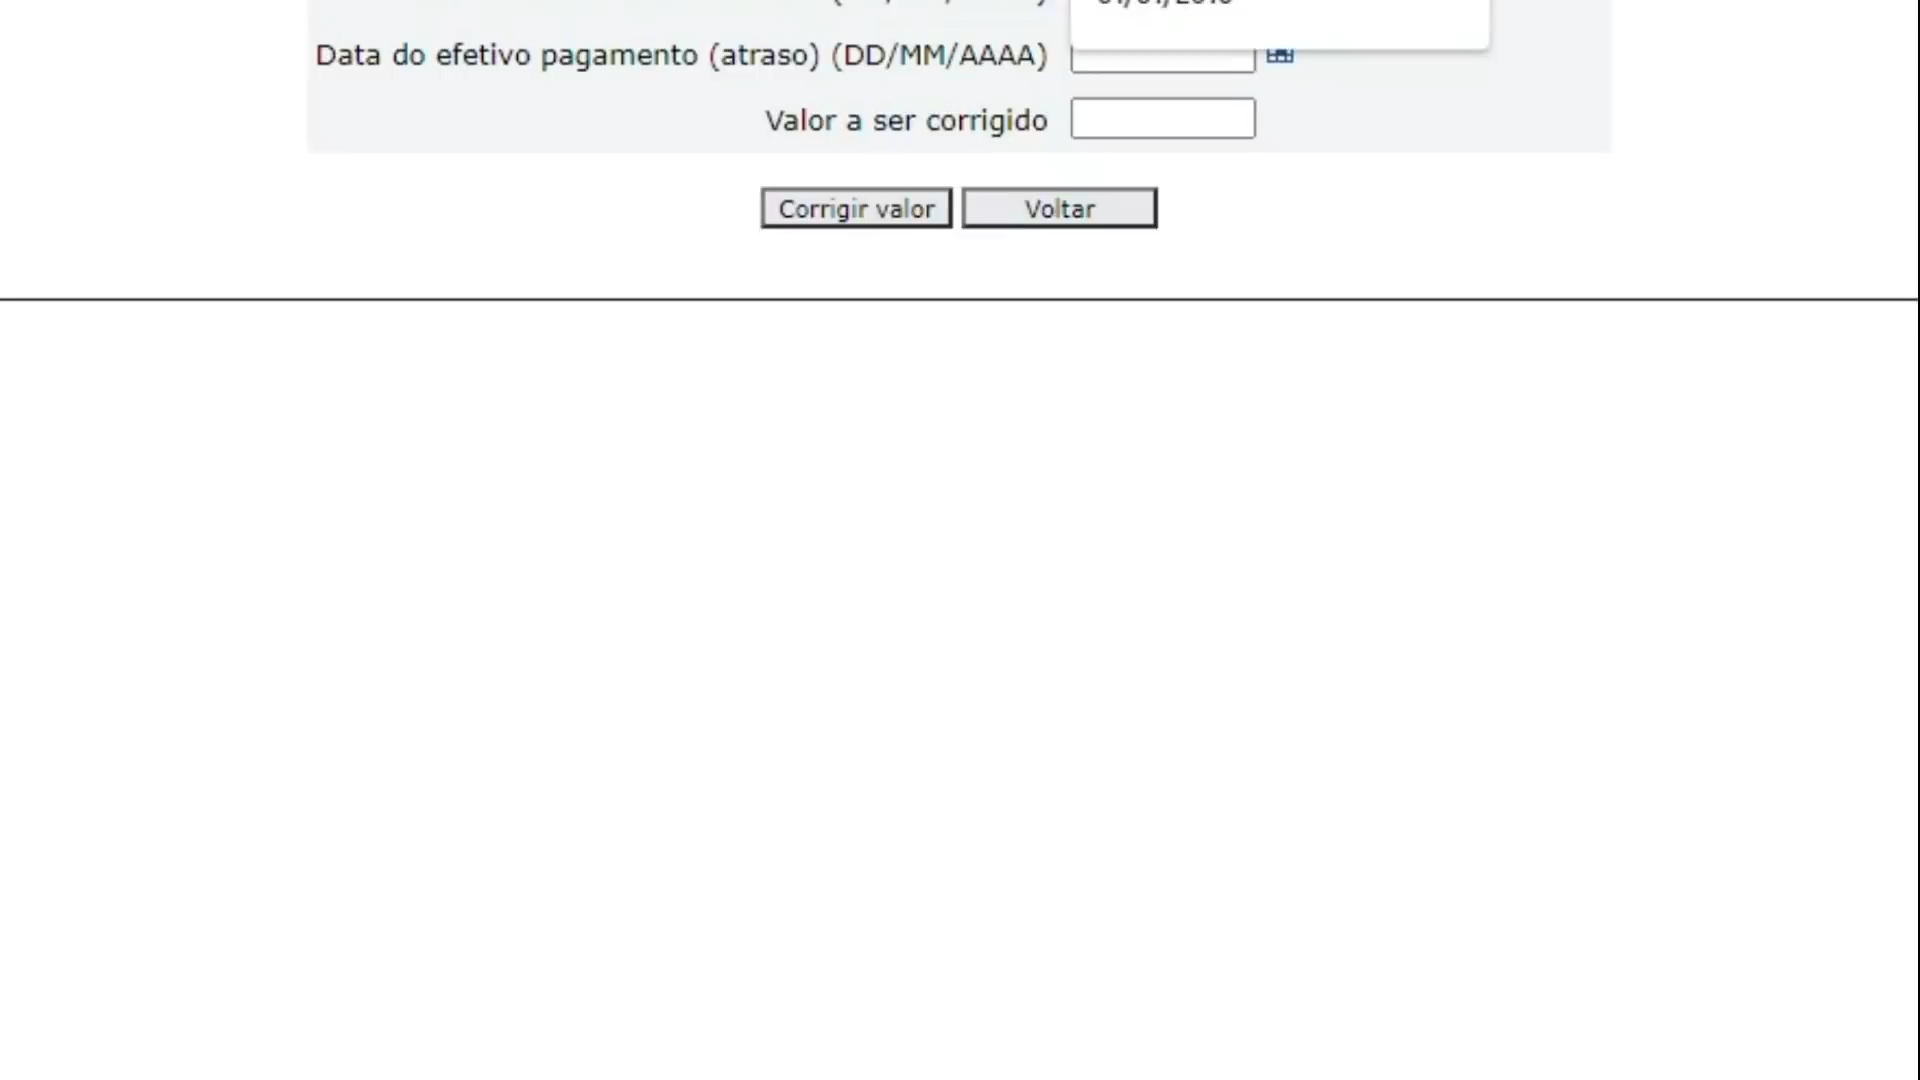 Data do efetivo pagamento (atraso) (DD/MM/AAAA)
Valor a ser corrigido
Corrigir valor Voltar